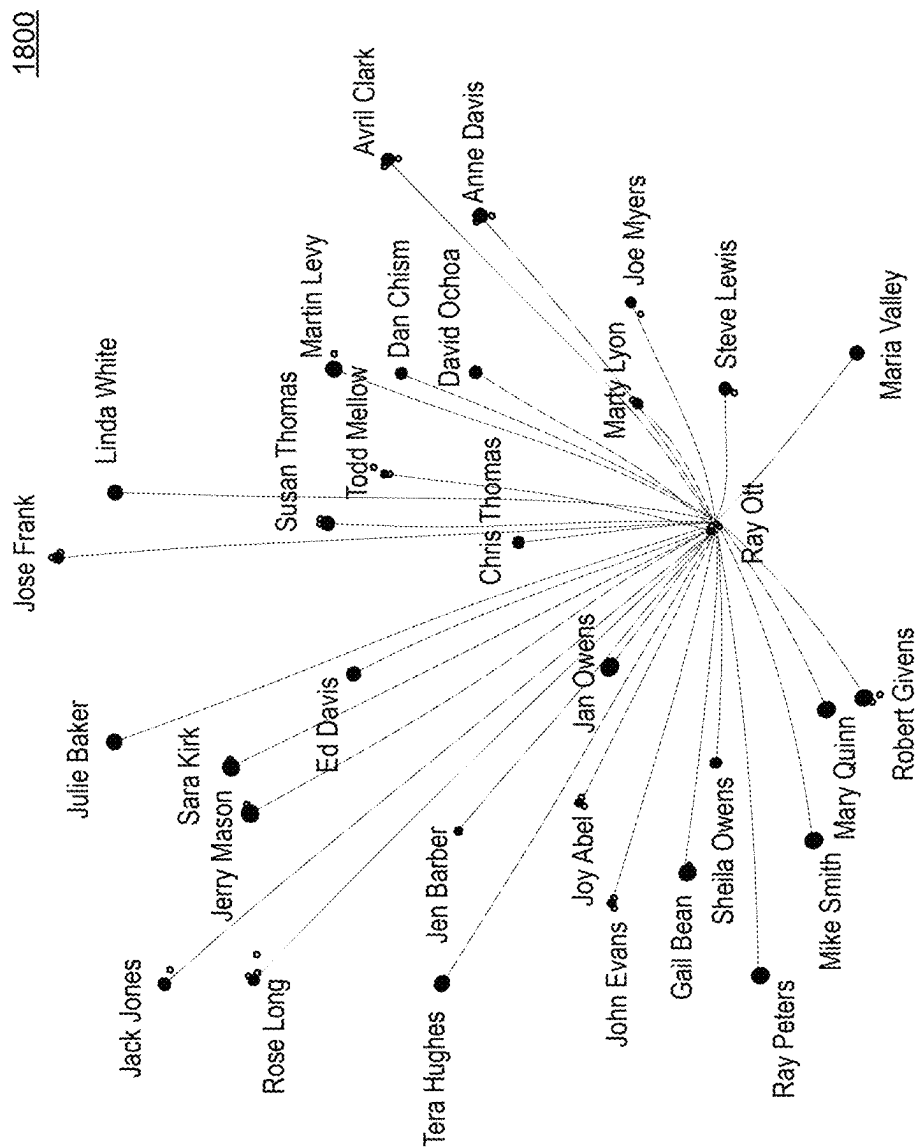 1800
Jose Frank
Julie Baker
Linda White
Jack Jones
Sara Kirk
Jerry Mason
Rose Long
Susan Thomas
Martin Levy
Ed Davis
Todd Mellow
Avril Clark
Dan Chism
Tera Hughes
Jen Barber
David Ochoa
Anne Davis
Chris Thomas
Joy Abel
Jan Owens
John Evans
Marty Lyon
Joe Myers
Gail Bean
Sheila Owens
Steve Lewis
Ray Ott
Ray Peters
Mike Smith
Mary Quinn
Maria Valley
Robert Givens